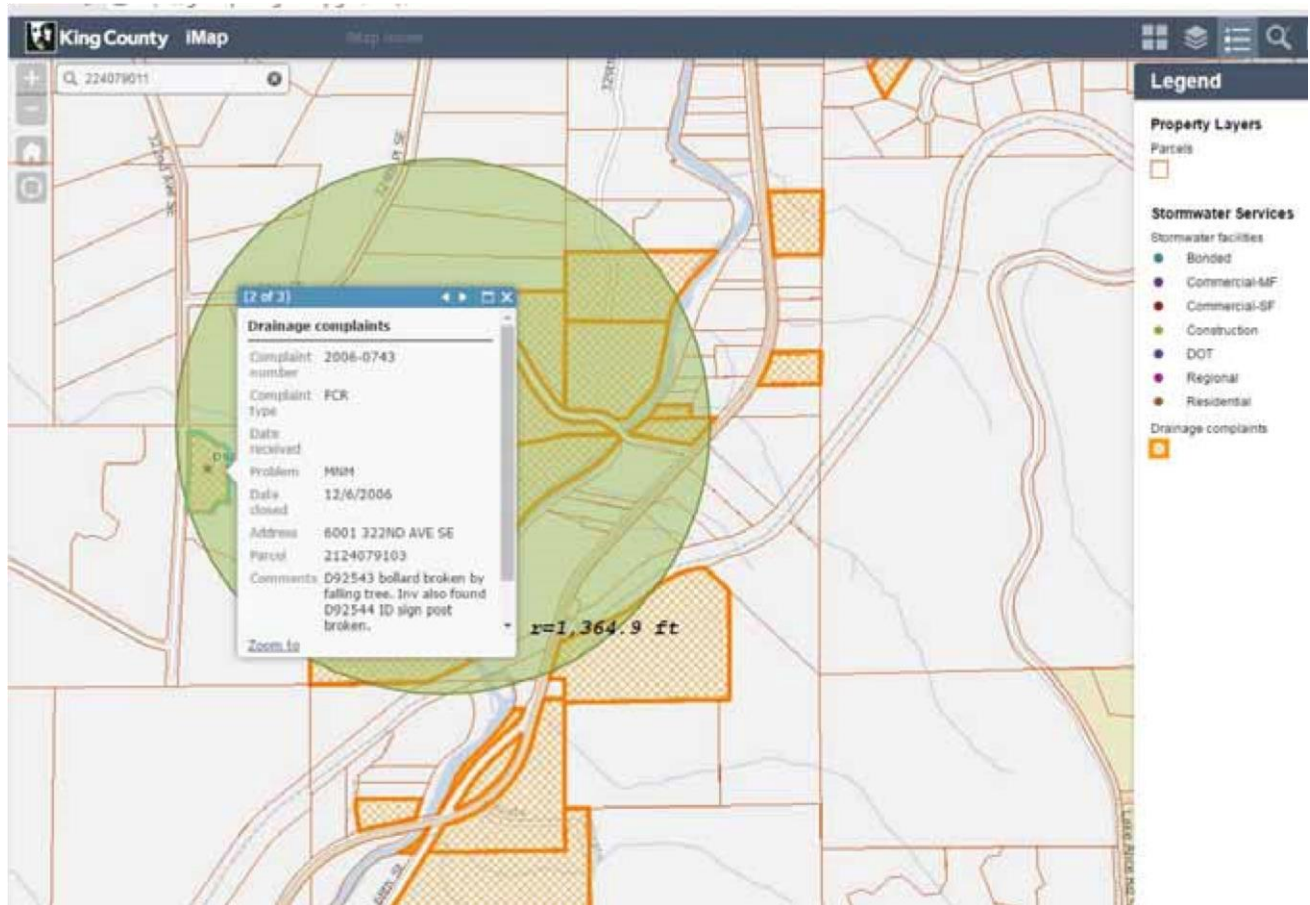 King County iMap
224079011
Legend
Property Layers
Parcels
Stormwater Services
Stormwater facilities
Bonded
Commercial-MF
Commercial-SF
Construction
DOT
Regional
Residential
Drainage complaints
322nd Ave SE
(2 of 3)
Drainage complaints
Complaint number 2006-0743
Complaint type FCR
Date received
Problem MNM
Date closed 12/6/2006
Address 6001 322ND AVE SE
Parcel 2124079103
Comments D92543 bollard broken by
falling tree. Inv also found
D92544 ID sign post
broken.
Zoom to
r=1,364.9 ft